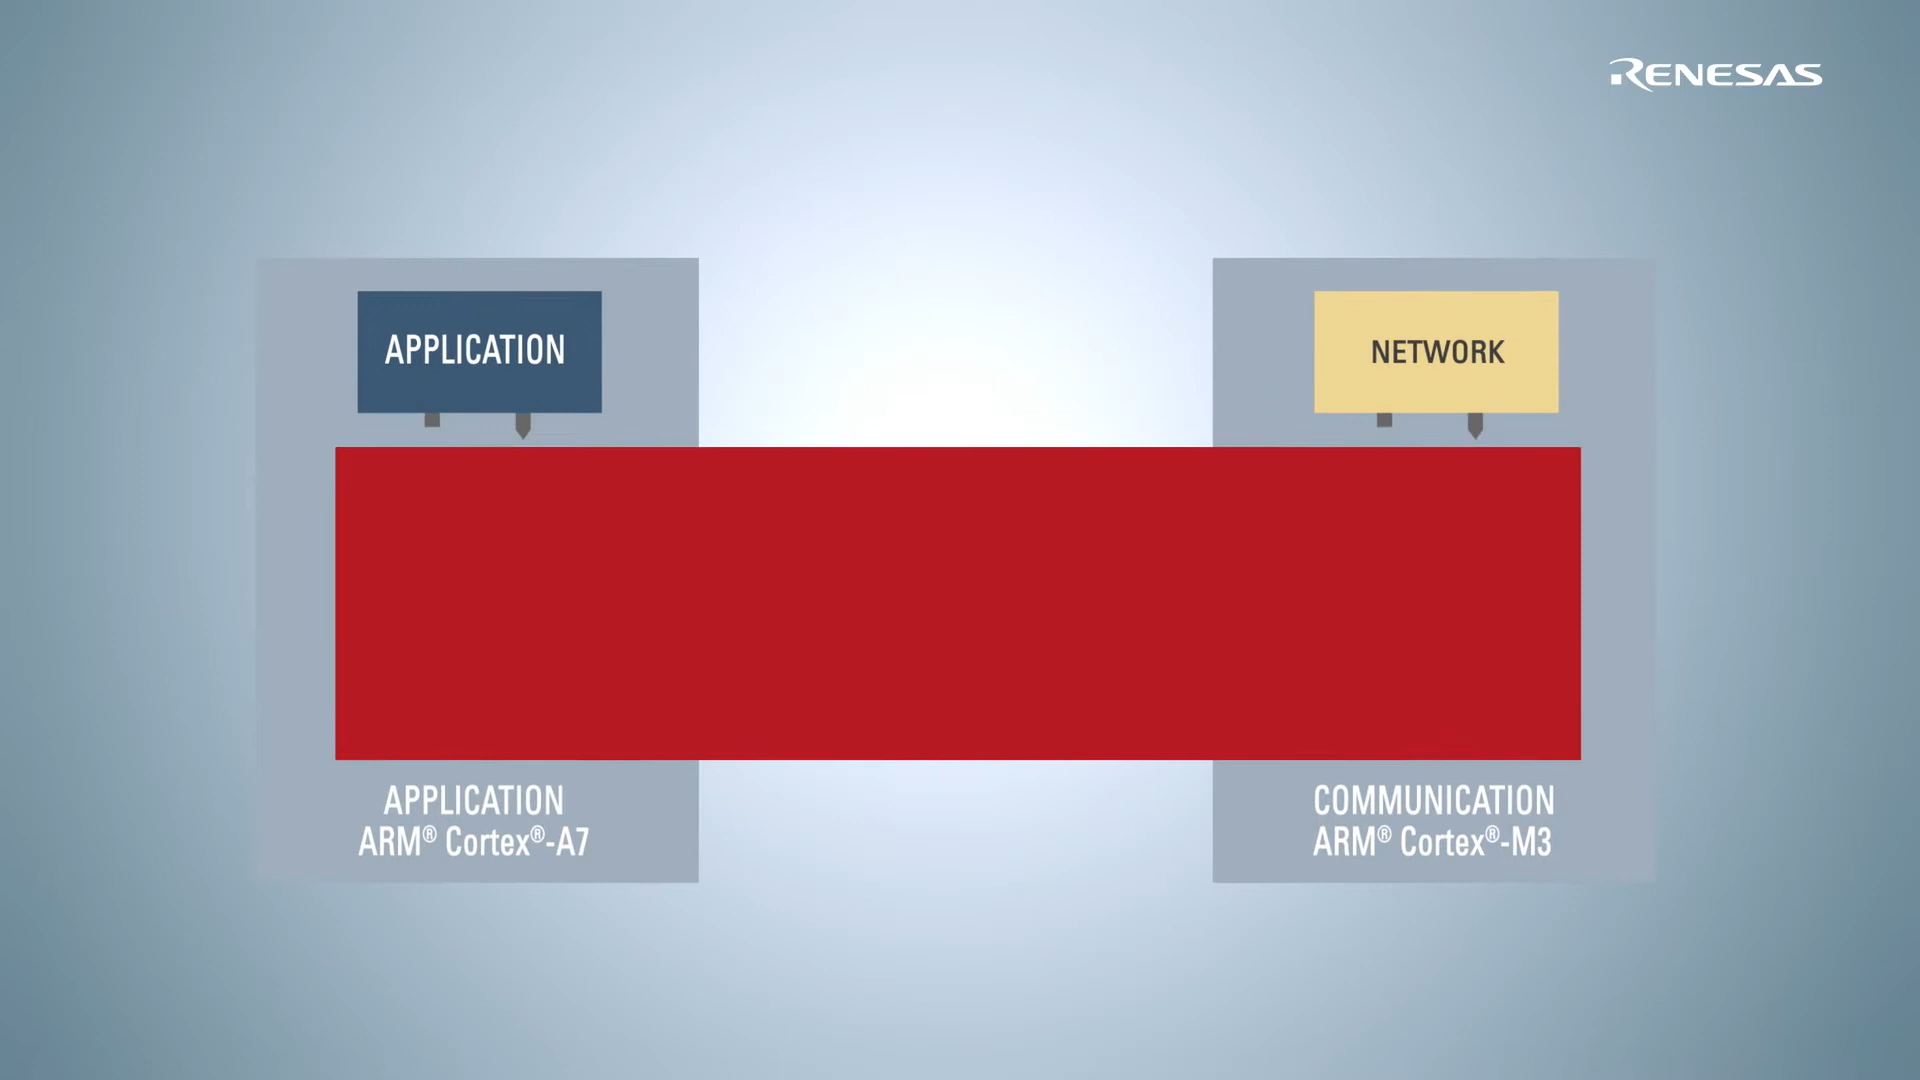 RENESAS
APPLICATION
NETWORK
APPLICATION
ARM® Cortex®-A7
COMMUNICATION
ARM® Cortex®-M3